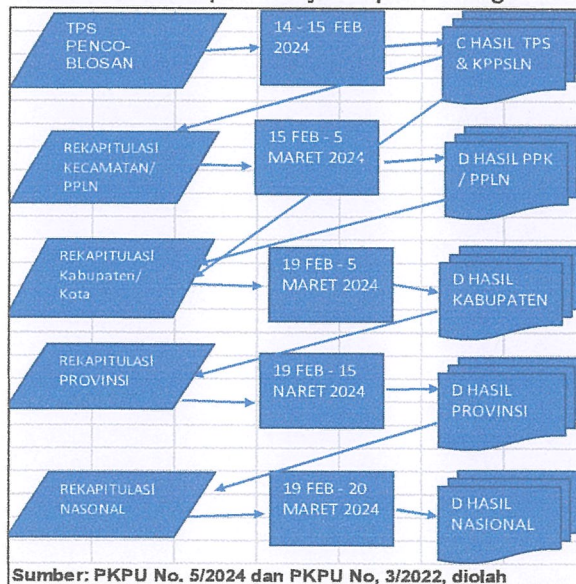 TPS
PENCO-
BLOSAN
14 - 15 FEB
2024
C HASIL TPS
& KPPSLN
REKAPITULASI
KECAMATAN/
PPLN
15 FEB - 5
MARET 2024
D HASIL PPK
/ PPLN
REKAPITULASI
Kabupaten/
Kota
19 FEB - 5
MARET 2024
D HASIL
KABUPATEN
REKAPITULASI
PROVINSI
19 FEB - 15
NARET 2024
D HASIL
PROVINSI
REKAPITULASI
NASONAL
19 FEB - 20
MARET 2024
D HASIL
NASIONAL
Sumber: PKPU No. 5/2024 dan PKPU No, 3/2022, diolah